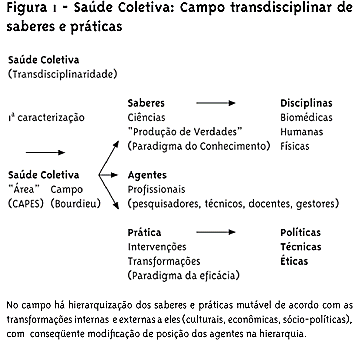 Figura 1 - Saúde Coletiva: Campo transdisciplinar de
saberes e práticas
Saúde Coletiva
(Transdisciplinaridade)
Saberes Disciplinas
1ª caracterização Ciências Biomédicas
"Produção de Verdades" Humanas
(Paradigma do Conhecimento) Físicas
Saúde Coletiva Agentes
"Área" Campo Profissionais
(CAPES) (Bourdieu) (pesquisadores, técnicos, docentes, gestores)
Prática Políticas
Intervenções Técnicas
Transformações Éticas
(Paradigma da eficácia)
No campo há hierarquização dos saberes e práticas mutável de acordo com as
transformações internas e externas a eles (culturais, econômicas, sócio-políticas),
com conseqüente modificação de posição dos agentes na hierarquia.